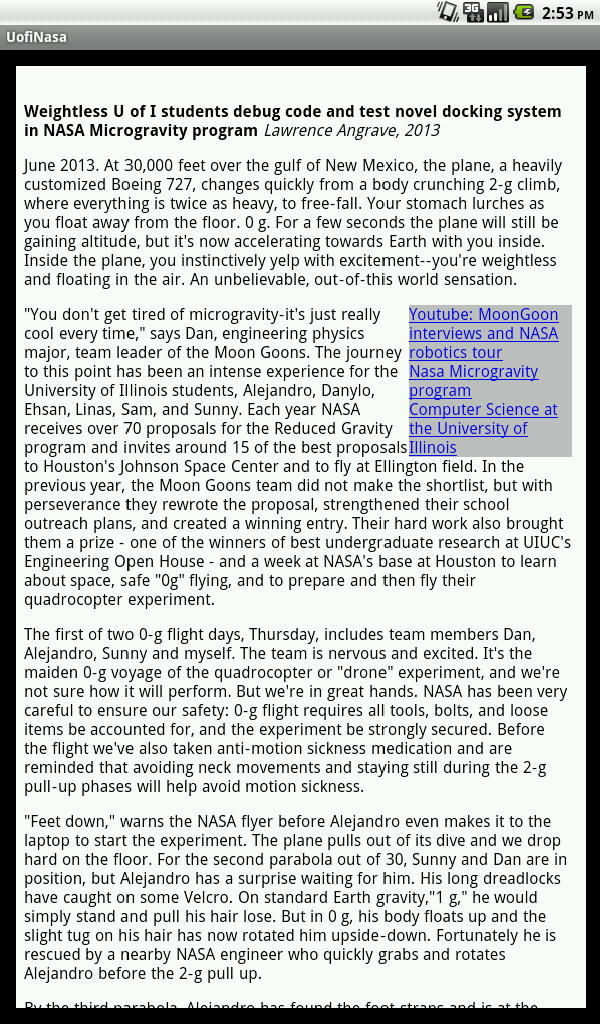 3G 2:53 PM
UofiNasa
Weightless U of I students debug code and test novel docking system
in NASA Microgravity program Lawrence Angrave, 2013
June 2013. At 30,000 feet over the gulf of New Mexico, the plane, a heavily
customized Boeing 727, changes quickly from a body crunching 2-g climb,
where everything is twice as heavy, to free-fall. Your stomach lurches as
you float away from the floor. 0 g. For a few seconds the plane will still be
gaining altitude, but it's now accelerating towards Earth with you inside.
Inside the plane, you instinctively yelp with excitement--you're weightless
and floating in the air. An unbelievable, out-of-this world sensation.
"You don't get tired of microgravity-it's just really
cool every time," says Dan, engineering physics
major, team leader of the Moon Goons. The journey
to this point has been an intense experience for the
University of Illinois students, Alejandro, Danylo,
Ehsan, Linas, Sam, and Sunny. Each year NASA
receives over 70 proposals for the Reduced Gravity
program and invites around 15 of the best proposals
Youtube: MoonGoon
interviews and NASA
robotics tour
Nasa Microgravity
program
Computer Science at
the University of
Illinois
to Houston's Johnson Space Center and to fly at Ellington field. In the
previous year, the Moon Goons team did not make the shortlist, but with
perseverance they rewrote the proposal, strengthened their school
outreach plans, and created a winning entry. Their hard work also brought
them a prize - one of the winners of best undergraduate research at UIUC's
Engineering Open House - and a week at NASA's base at Houston to learn
about space, safe "0g" flying, and to prepare and then fly their
quadrocopter experiment.
The first of two 0-g flight days, Thursday, includes team members Dan,
Alejandro, Sunny and myself. The team is nervous and excited. It's the
maiden 0-g voyage of the quadrocopter or "drone" experiment, and we're
not sure how it will perform. But we're in great hands. NASA has been very
careful to ensure our safety: 0-g flight requires all tools, bolts, and loose
items be accounted for, and the experiment be strongly secured. Before
the flight we've also taken anti-motion sickness medication and are
reminded that avoiding neck movements and staying still during the 2-g
pull-up phases will help avoid motion sickness.
"Feet down," warns the NASA flyer before Alejandro even makes it to the
laptop to start the experiment. The plane pulls out of its dive and we drop
hard on the floor. For the second parabola out of 30, Sunny and Dan are in
position, but Alejandro has a surprise waiting for him. His long dreadlocks
have caught on some Velcro. On standard Earth gravity,"1 g," he would
simply stand and pull his hair lose. But in 0 g, his body floats up and the
slight tug on his hair has now rotated him upside-down. Fortunately he is
rescued by a nearby NASA engineer who quickly grabs and rotates
Alejandro before the 2-g pull up.
By the third parabola, Alejandro has found the foot straps and is at the